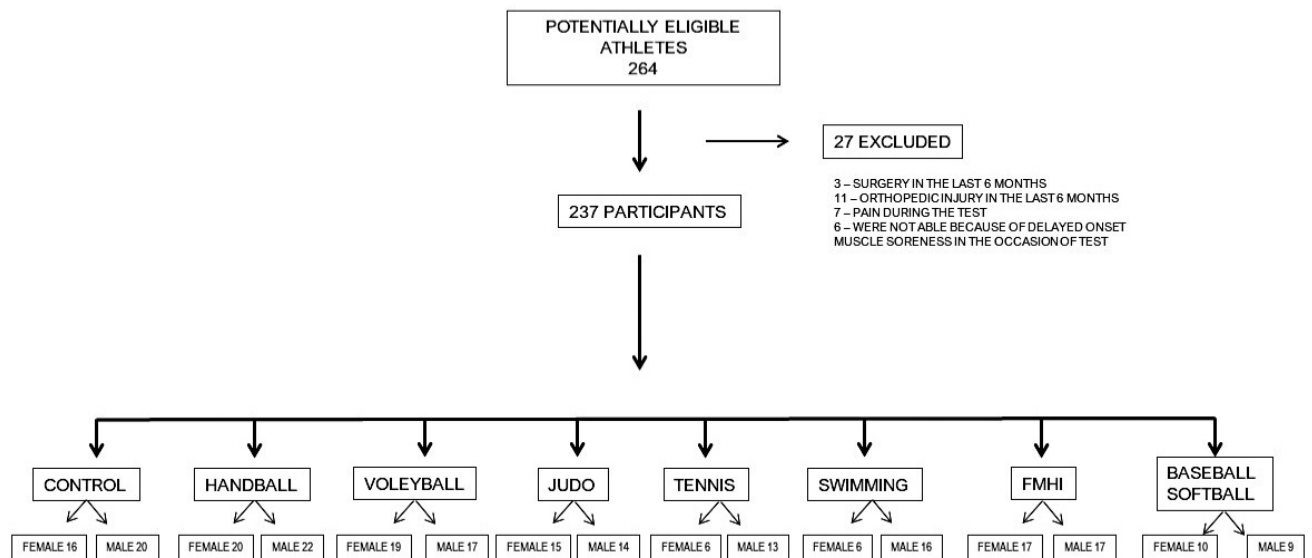 POTENTIALLY ELIGIBLE
ATHLETES
264
27 EXCLUDED
3 – SURGERY IN THE LAST 6 MONTHS
11 – ORTHOPEDIC INJURY IN THE LAST 6 MONTHS
7 – PAIN DURING THE TEST
6 – WERE NOT ABLE BECAUSE OF DELAYED ONSET
MUSCLE SORENESS IN THE OCCASION OF TEST
237 PARTICIPANTS
CONTROL
HANDBALL
VOLEYBALL
JUDO
TENNIS
SWIMMING
FMHI
BASEBALL
SOFTBALL
FEMALE 16
MALE 20
FEMALE 20
MALE 22
FEMALE 19
MALE 17
FEMALE 15
MALE 14
FEMALE 6
MALE 13
FEMALE 6
MALE 16
FEMALE 17
MALE 17
FEMALE 10
MALE 9